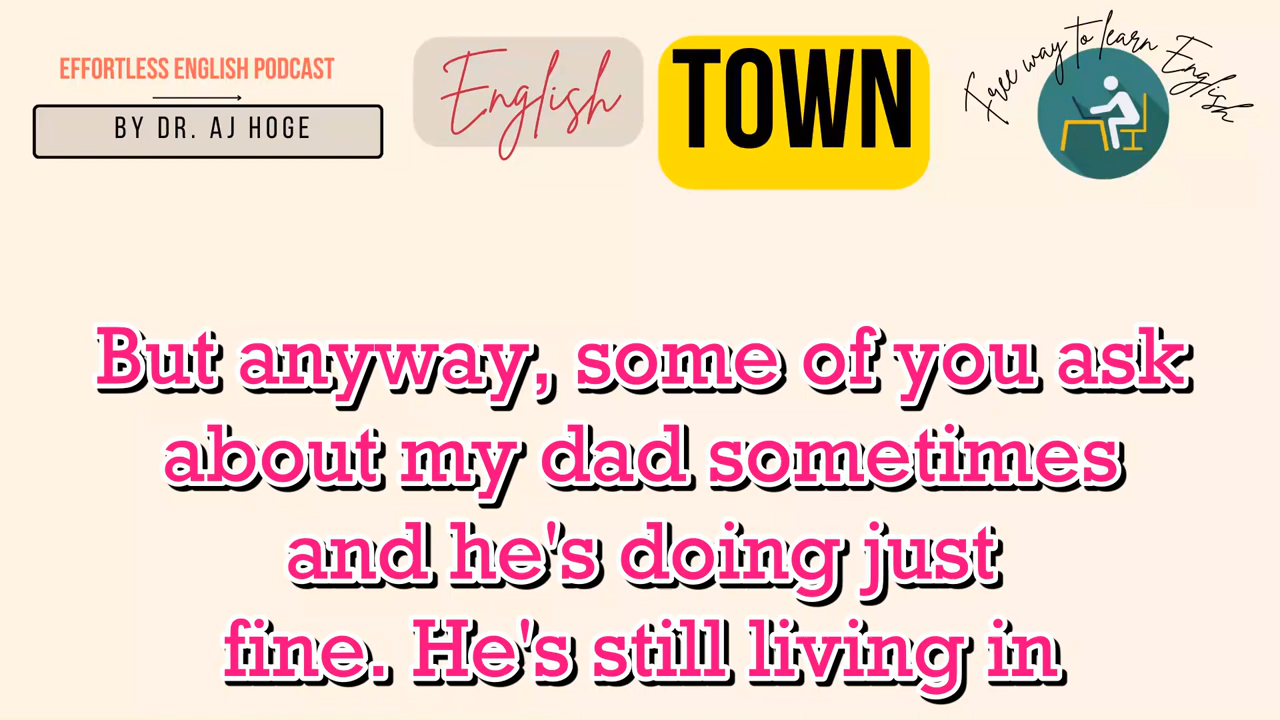 EFFORTLESS ENGLISH PODCAST
BY DR. AJ HOGE
English
TOWN
Free way to learn English
But anyway, some of you ask
about my dad sometimes
and he's doing just
fine. He's still living in